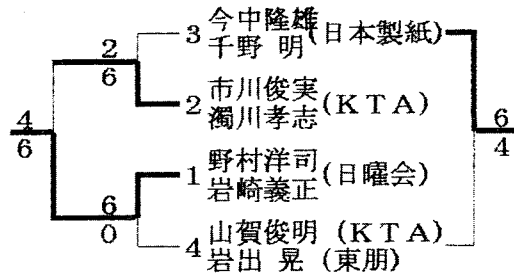 3 今中隆雄 (日本製紙)
千野 明
2
6
2 市川俊実 (KTA)
濁川孝志
4
6
6
4
1 野村洋司 (日曜会)
岩崎義正
6
0
4 山賀俊明 (KTA)
岩出 晃 (東朋)